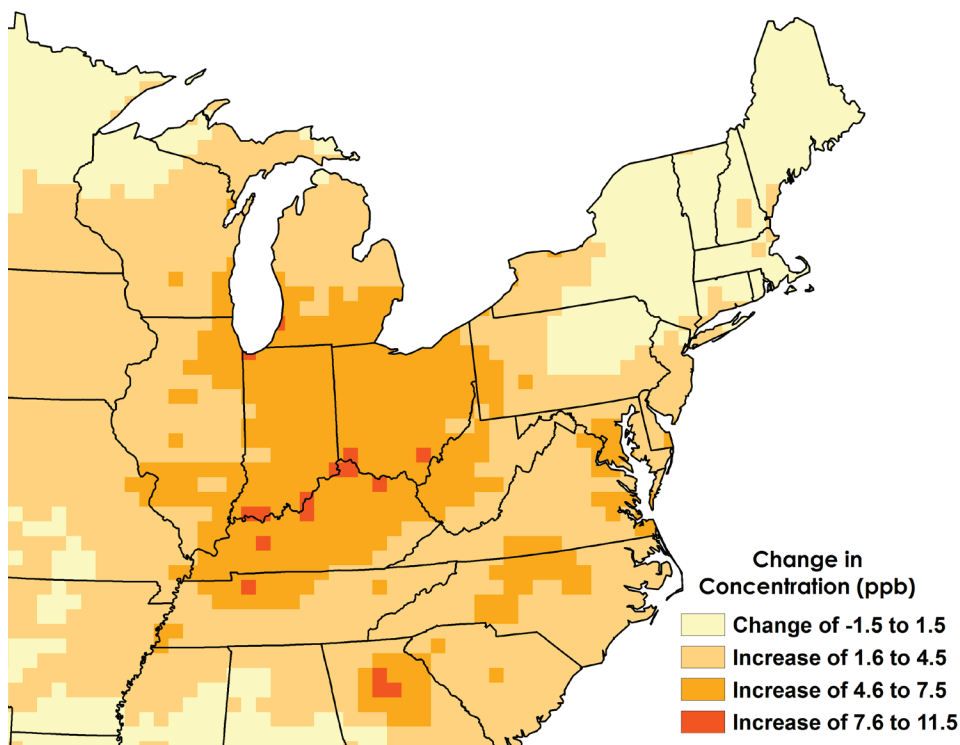 Change in
Concentration (ppb)
Change of -1.5 to 1.5
Increase of 1.6 to 4.5
Increase of 4.6 to 7.5
Increase of 7.6 to 11.5